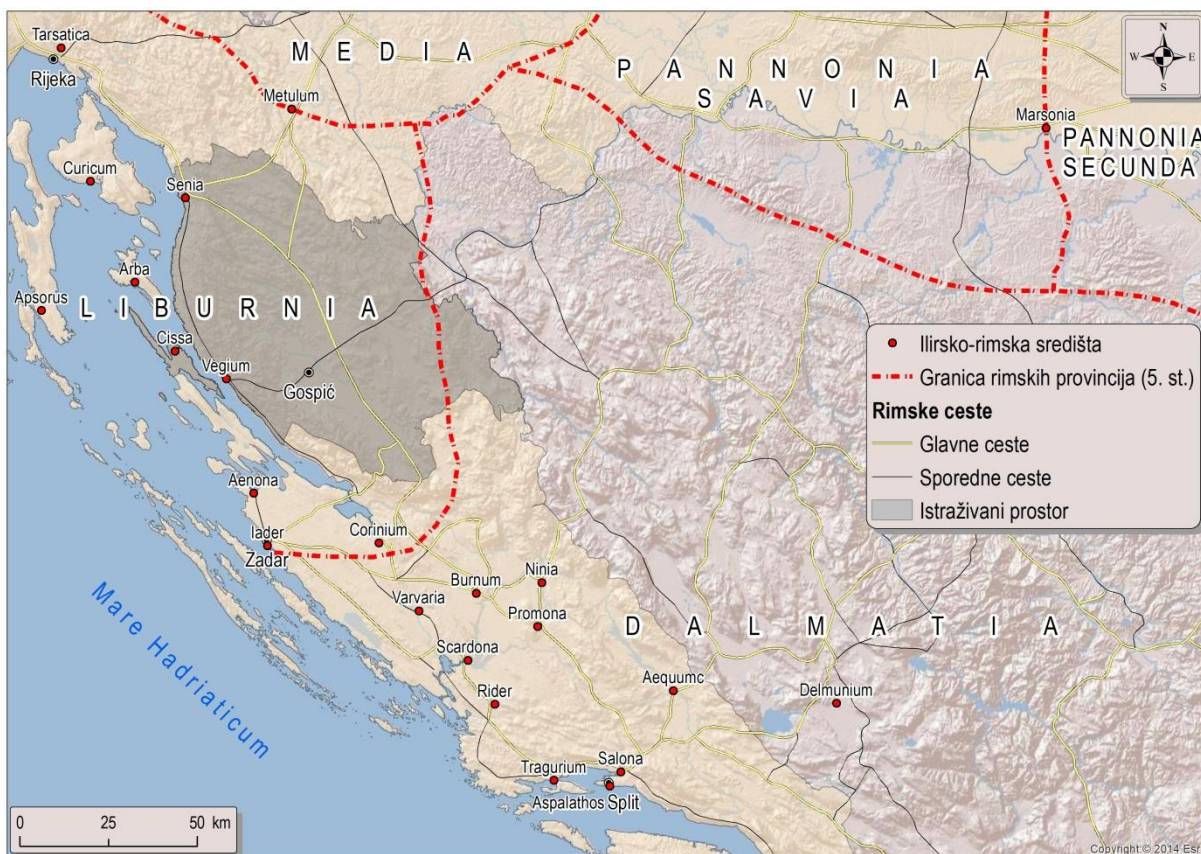 Tarsatica
Rijeka
M E D I A
Metulum
P A N N O N I A
S A V I A
N
W
E
S
Marsonia
PANNONIA
SECUNDA
Curicum
Senia
Arba
Apsorus
L I B U R N I A
Cissa
Vegium
Gospić
Ilirsko-rimska središta
Granica rimskih provincija (5. st.)
Rimske ceste
Glavne ceste
Sporedne ceste
Istraživani prostor
Aenona
Iader
Zadar
Corinium
Burnum
Ninia
Varvaria
Promona
D A L M A T I A
Scardona
Rider
Aequumc
Delmunium
Mare Hadriaticum
Tragurium
Salona
Aspalathos
Split
0 25 50 km
Copyright:© 2014 Esri